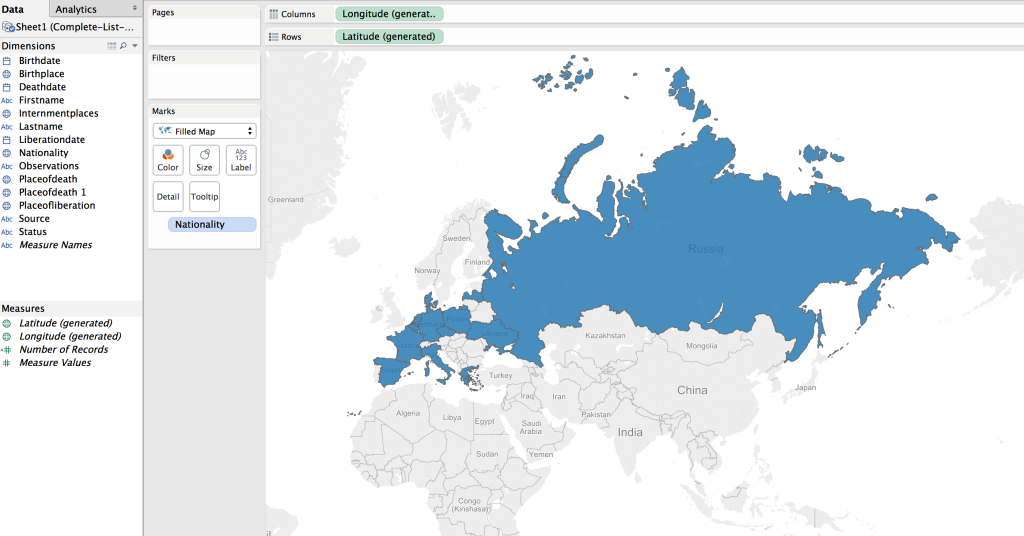 Data
Analytics
Sheet1 (Complete-List-...
Dimensions
Birthdate
Birthplace
Deathdate
Abc Firstname
Internmentplaces
Abc Lastname
Liberationdate
Nationality
Abc Observations
Placeofdeath
Placeofdeath 1
Placeofliberation
Abc Source
Abc Status
Abc Measure Names
Measures
Latitude (generated)
Longitude (generated)
Number of Records
Measure Values
Pages
Filters
Marks
Filled Map
Color
Size
Abc
123
Label
Detail
Tooltip
Nationality
Columns
Longitude (generat..
Rows
Latitude (generated)
Greenland
Russia
Sweden
Finland
Norway
Kazakhstan
Mongolia
Turkey
China
Japan
Iraq
Iran
Algeria
Libya
Egypt
Pakistan
Saudi
Arabia
India
Sudan
Yemen
Congo
(Kinshasa)